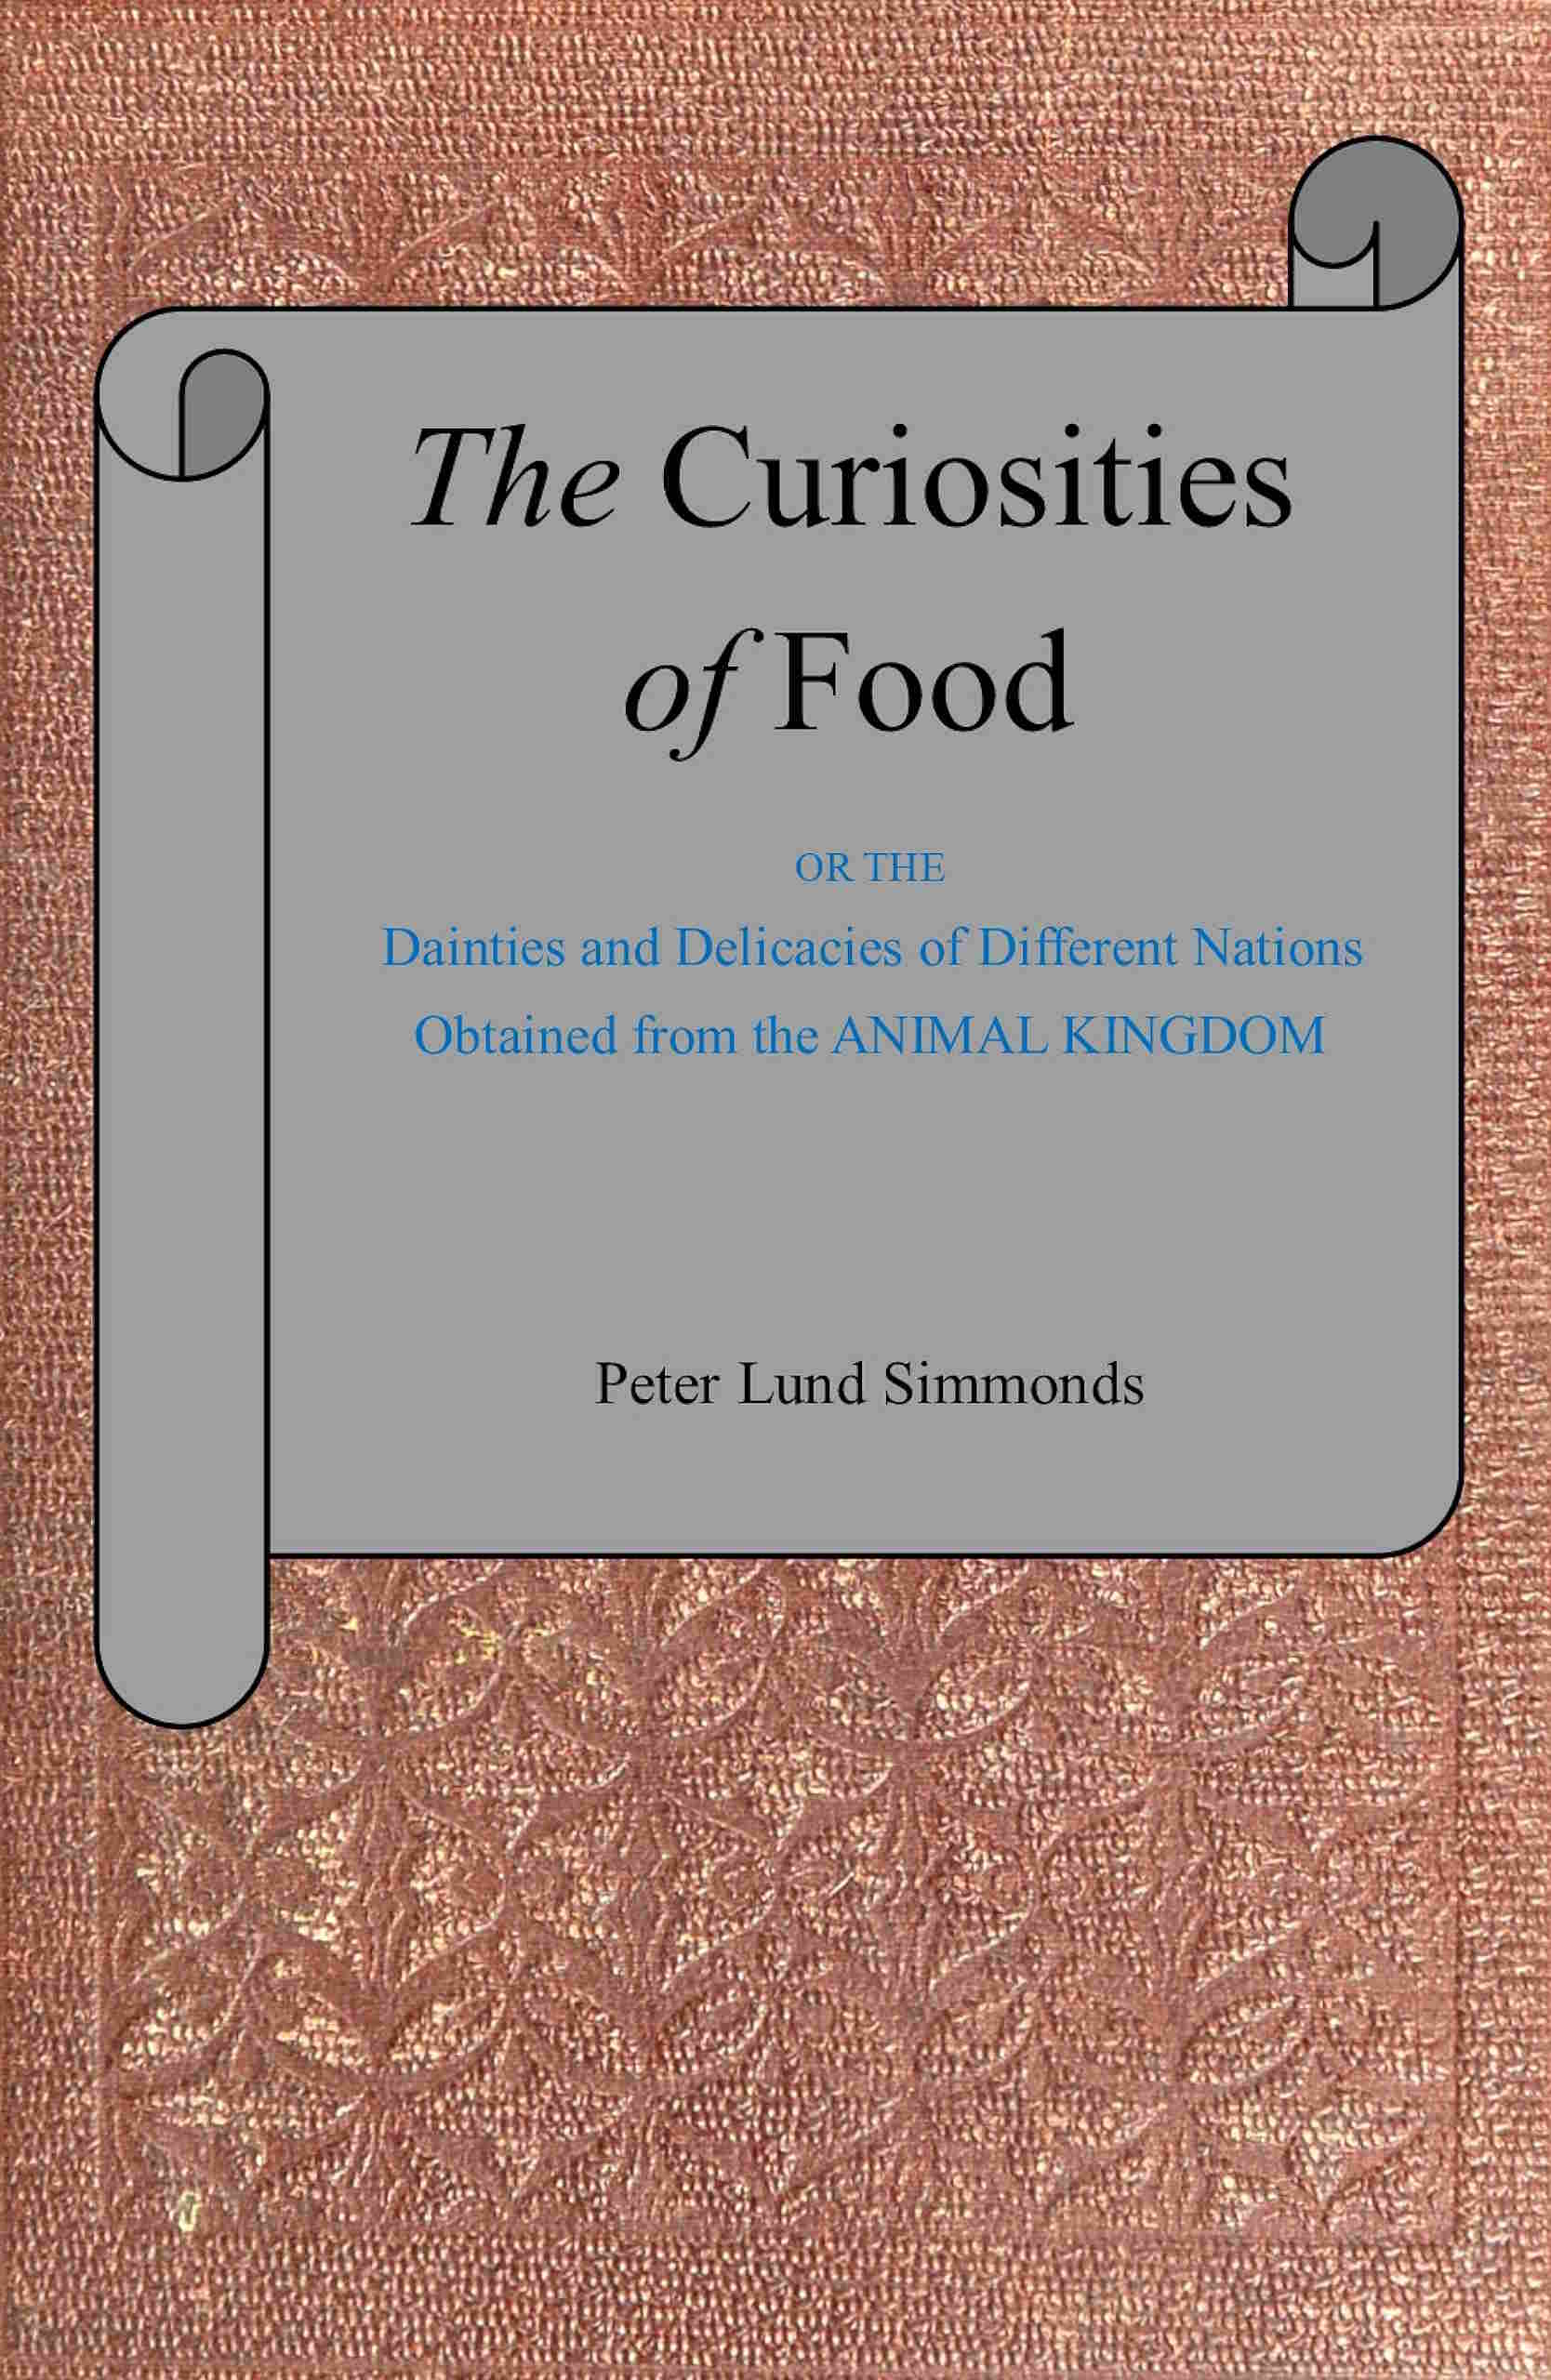 The Curiosities
of Food
OR THE
Dainties and Delicacies of Different Nations
Obtained from the ANIMAL KINGDOM
Peter Lund Simmonds